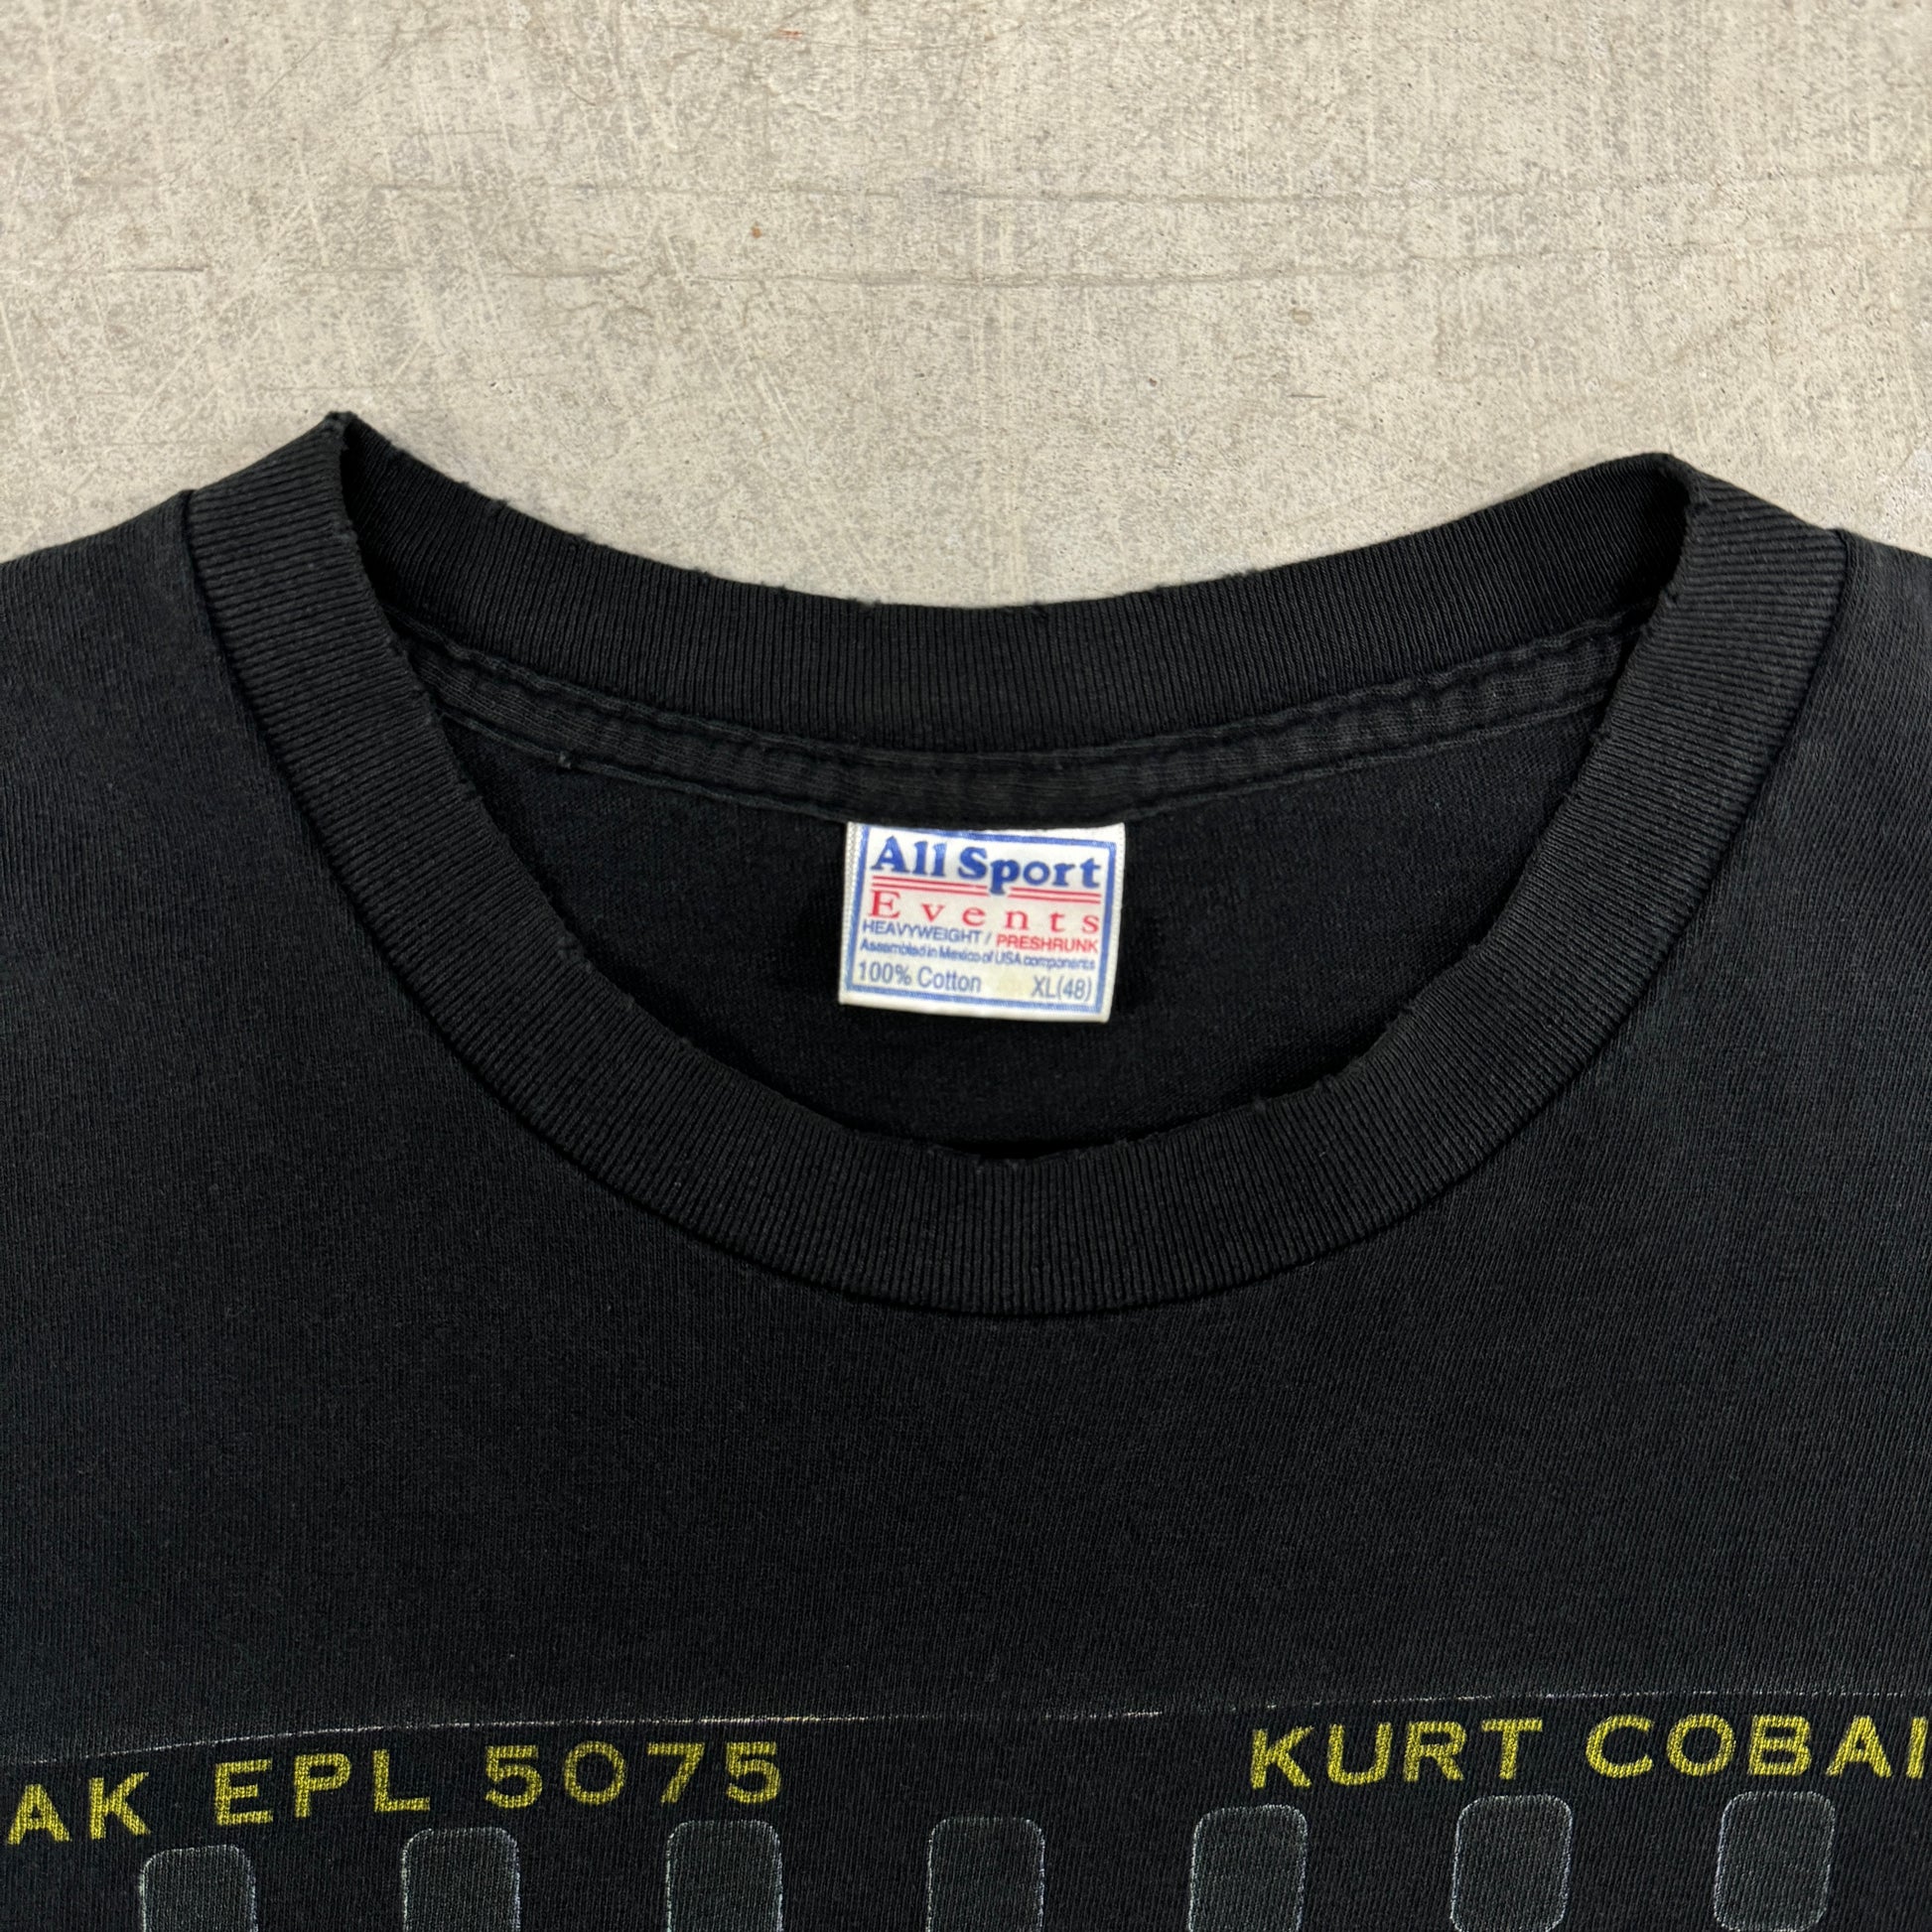 All Sport
Events
HEAVYWEIGHT / PRESHRUNK
Assembled in Mexico of USA components
100% Cotton XL(48)
AK EPL 5075 KURT COBAI